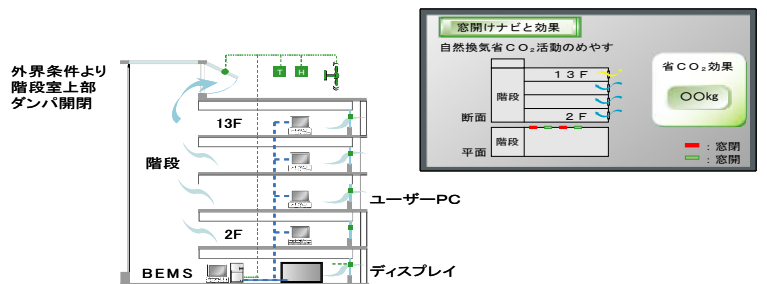 外界条件より
階段室上部
ダンパ開閉
T H
13F
階段
2F
ユーザーPC
BEMS
ディスプレイ
窓開けナビと効果
自然換気省CO₂活動のめやす
13F
階段
2F
断面
階段
平面
省CO₂効果
〇〇kg
：窓閉
：窓開